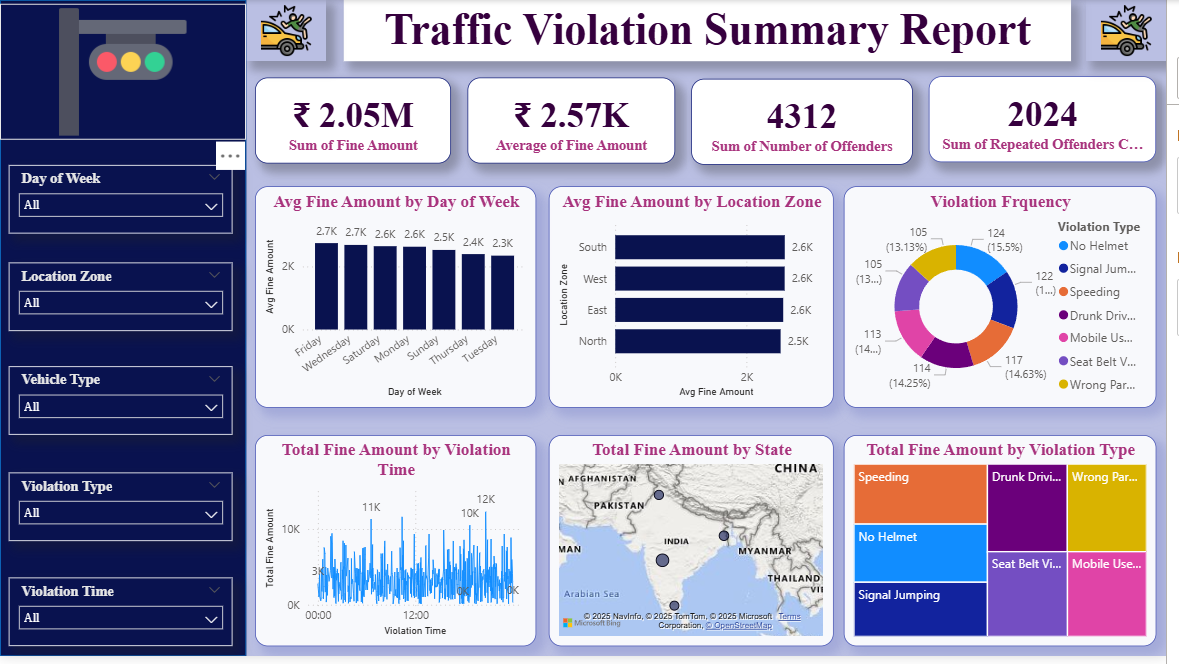 Traffic Violation Summary Report
₹ 2.05M
Sum of Fine Amount
₹ 2.57K
Average of Fine Amount
4312
Sum of Number of Offenders
2024
Sum of Repeated Offenders C...
Day of Week
All
Location Zone
All
Vehicle Type
All
Violation Type
All
Violation Time
All
Avg Fine Amount by Day of Week
Avg Fine Amount
2K
0K
2.7K 2.7K 2.6K 2.6K 2.5K 2.4K 2.3K
Friday Wednesday Saturday Monday Sunday Thursday Tuesday
Day of Week
Avg Fine Amount by Location Zone
Location Zone
South 2.6K
West 2.6K
East 2.6K
North 2.5K
0K 2K
Avg Fine Amount
Violation Frquency
124
(15.5%)
122
(1...)
117
(14.63%)
114
(14.25%)
113
(14...)
105
(13...)
105
(13.13%)
Violation Type
No Helmet
Signal Jum...
Speeding
Drunk Driv...
Mobile Us...
Seat Belt V...
Wrong Par...
Total Fine Amount by Violation
Time
Total Fine Amount
10K
0K
11K
10K
12K
3K
0K
0K
00:00 12:00
Violation Time
Total Fine Amount by State
CHINA
AFGHANISTAN
PAKISTAN
INDIA
MAN
MYANMAR
THAILAND
Arabian Sea
© 2025 NavInfo, © 2025 TomTom, © 2025 Microsoft Terms
Corporation, © OpenStreetMap
Microsoft Bing
Total Fine Amount by Violation Type
Speeding
No Helmet
Signal Jumping
Drunk Drivi...
Seat Belt Vi...
Wrong Par...
Mobile Use...